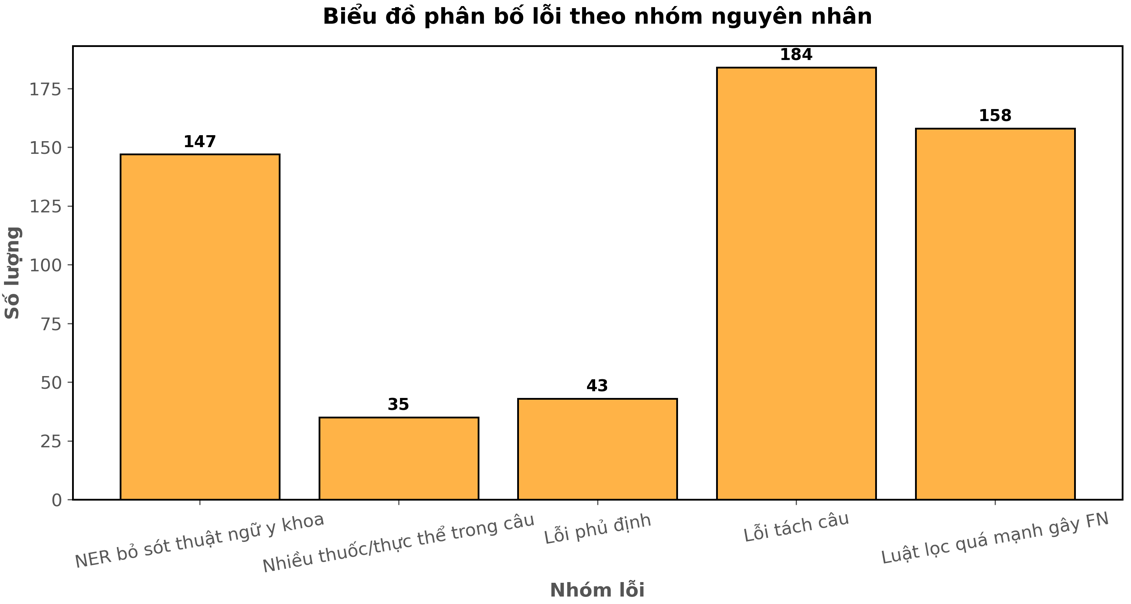 Biểu đồ phân bố lỗi theo nhóm nguyên nhân
Số lượng
175
150
125
100
75
50
25
0
147
35
43
184
158
NER bỏ sót thuật ngữ y khoa
Nhiều thuốc/thực thể trong câu
Lỗi phủ định
Lỗi tách câu
Luật lọc quá mạnh gây FN
Nhóm lỗi